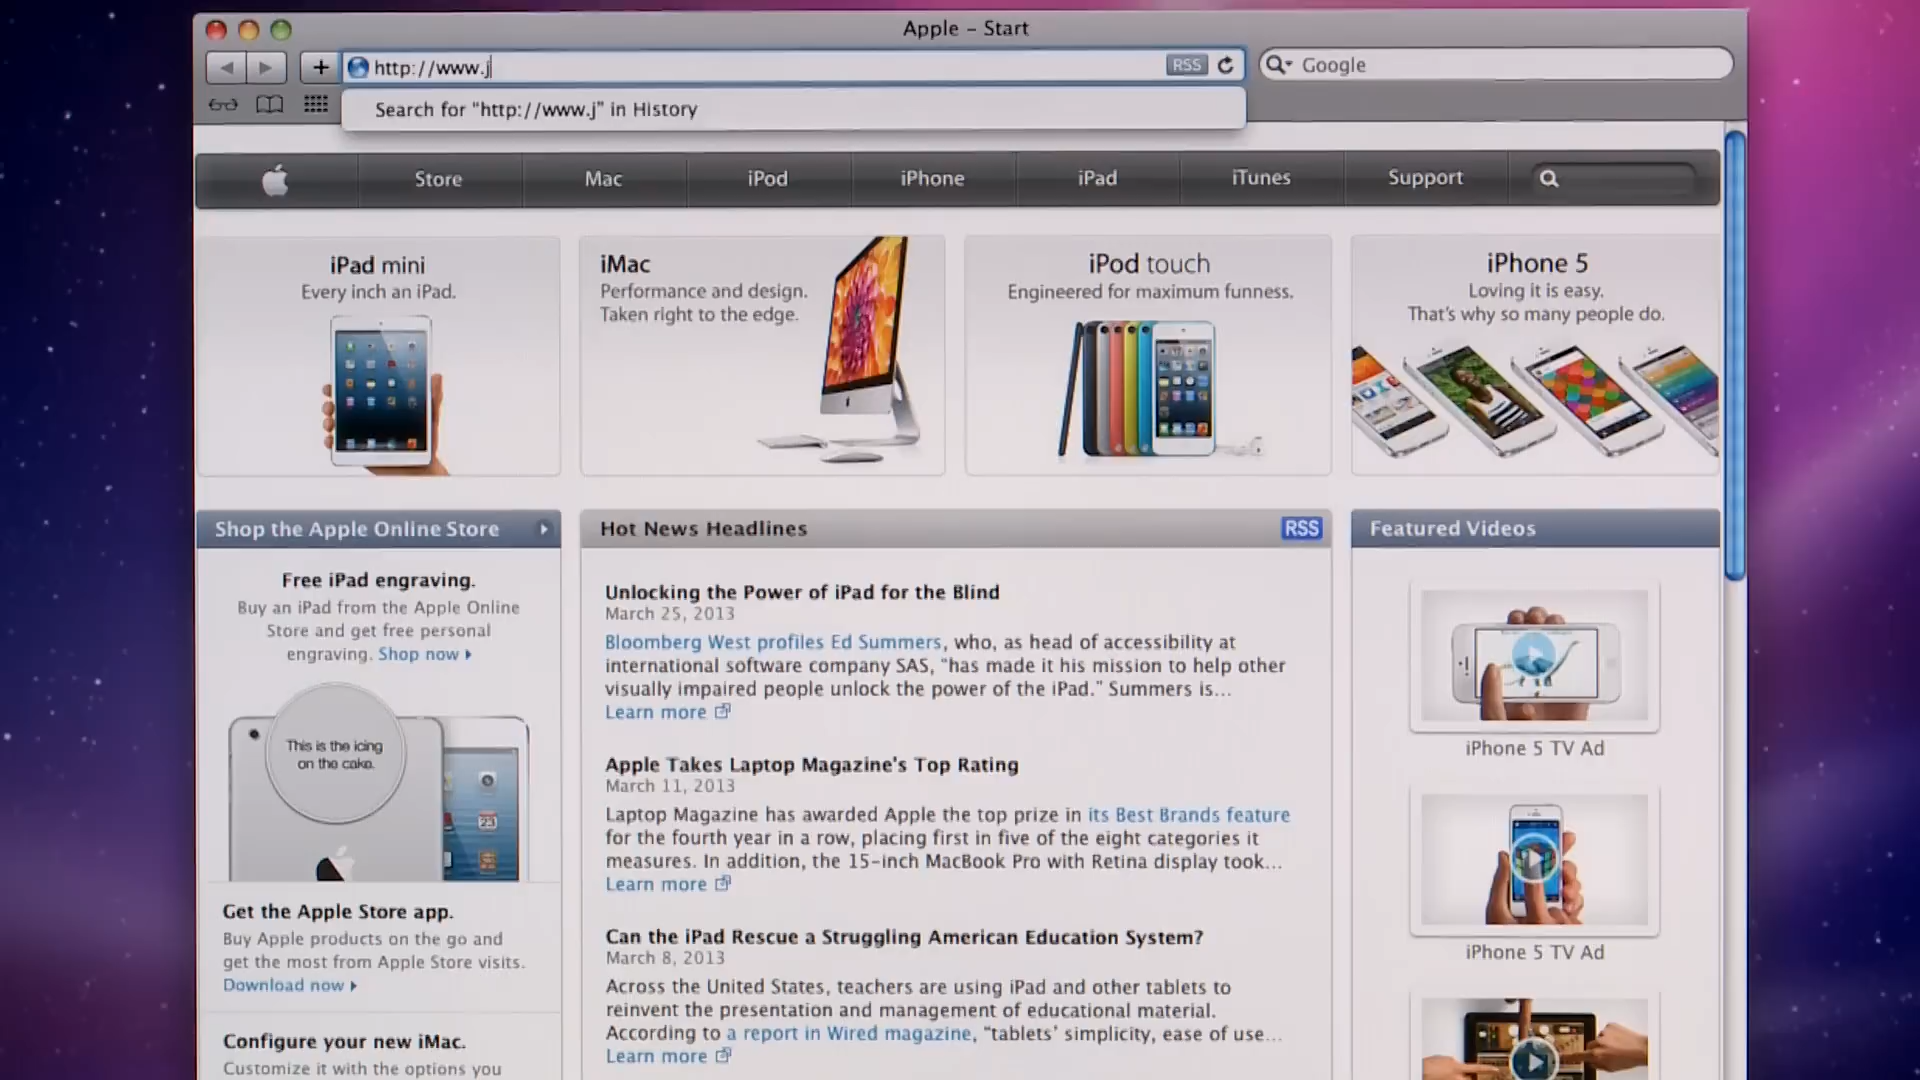 Apple – Start
http://www.j
RSS
Google
Search for "http://www.j" in History
Store
Mac
iPod
iPhone
iPad
iTunes
Support
iPad mini
Every inch an iPad.
iMac
Performance and design.
Taken right to the edge.
iPod touch
Engineered for maximum funness.
iPhone 5
Loving it is easy.
That's why so many people do.
Shop the Apple Online Store
Free iPad engraving.
Buy an iPad from the Apple Online
Store and get free personal
engraving. Shop now
This is the icing
on the cake.
23
Get the Apple Store app.
Buy Apple products on the go and
get the most from Apple Store visits.
Download now
Configure your new iMac.
Customize it with the options you
Hot News Headlines
RSS
Unlocking the Power of iPad for the Blind
March 25, 2013
Bloomberg West profiles Ed Summers, who, as head of accessibility at
international software company SAS, "has made it his mission to help other
visually impaired people unlock the power of the iPad." Summers is...
Learn more
Apple Takes Laptop Magazine's Top Rating
March 11, 2013
Laptop Magazine has awarded Apple the top prize in its Best Brands feature
for the fourth year in a row, placing first in five of the eight categories it
measures. In addition, the 15-inch MacBook Pro with Retina display took...
Learn more
Can the iPad Rescue a Struggling American Education System?
March 8, 2013
Across the United States, teachers are using iPad and other tablets to
reinvent the presentation and management of educational material.
According to a report in Wired magazine, "tablets' simplicity, ease of use...
Learn more
Featured Videos
iPhone 5 TV Ad
iPhone 5 TV Ad